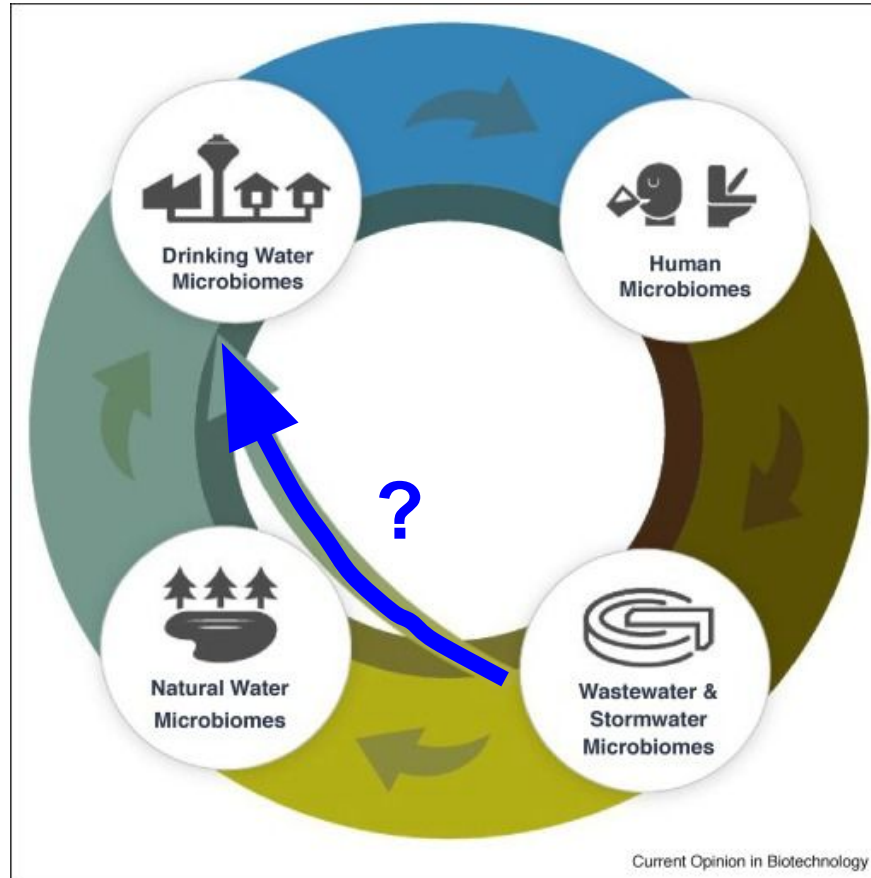 Drinking Water
Microbiomes
Human
Microbiomes
?
Natural Water
Microbiomes
Wastewater &
Stormwater
Microbiomes
Current Opinion in Biotechnology